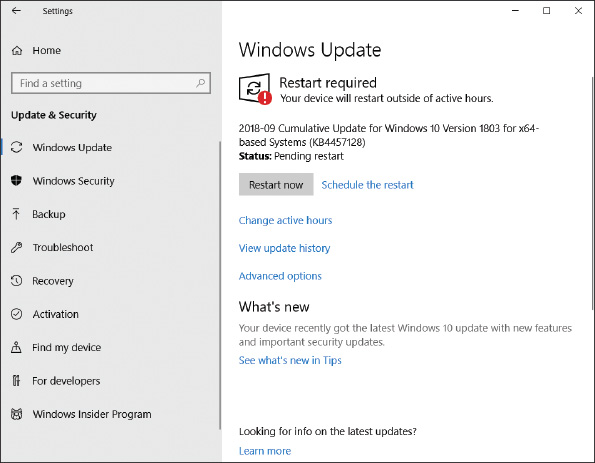 Settings
Home
Find a setting
Update & Security
Windows Update
Windows Security
Backup
Troubleshoot
Recovery
Activation
Find my device
For developers
Windows Insider Program
Windows Update
Restart required
Your device will restart outside of active hours.
2018-09 Cumulative Update for Windows 10 Version 1803 for x64-
based Systems (KB4457128)
Status: Pending restart
Restart now Schedule the restart
Change active hours
View update history
Advanced options
What's new
Your device recently got the latest Windows 10 update with new features
and important security updates.
See what's new in Tips
Looking for info on the latest updates?
Learn more